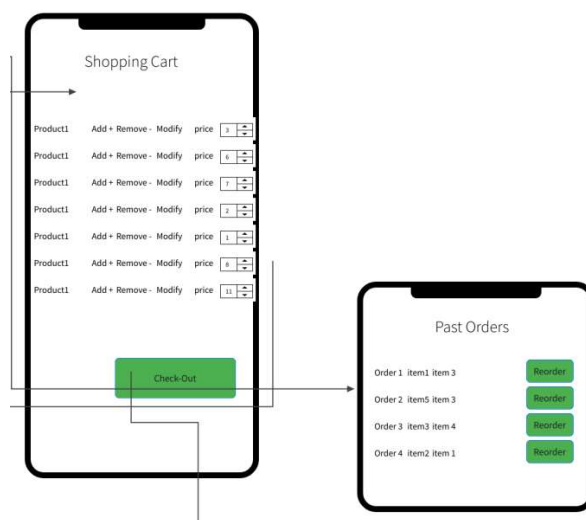 Shopping Cart
Product1 Add + Remove - Modify price 3
Product1 Add + Remove - Modify price 6
Product1 Add + Remove - Modify price 7
Product1 Add + Remove - Modify price 2
Product1 Add + Remove - Modify price 1
Product1 Add + Remove - Modify price 8
Product1 Add + Remove - Modify price 11
Check-Out
Past Orders
Order 1 item1 item 3 Reorder
Order 2 item5 item 3 Reorder
Order 3 item3 item 4 Reorder
Order 4 item2 item 1 Reorder